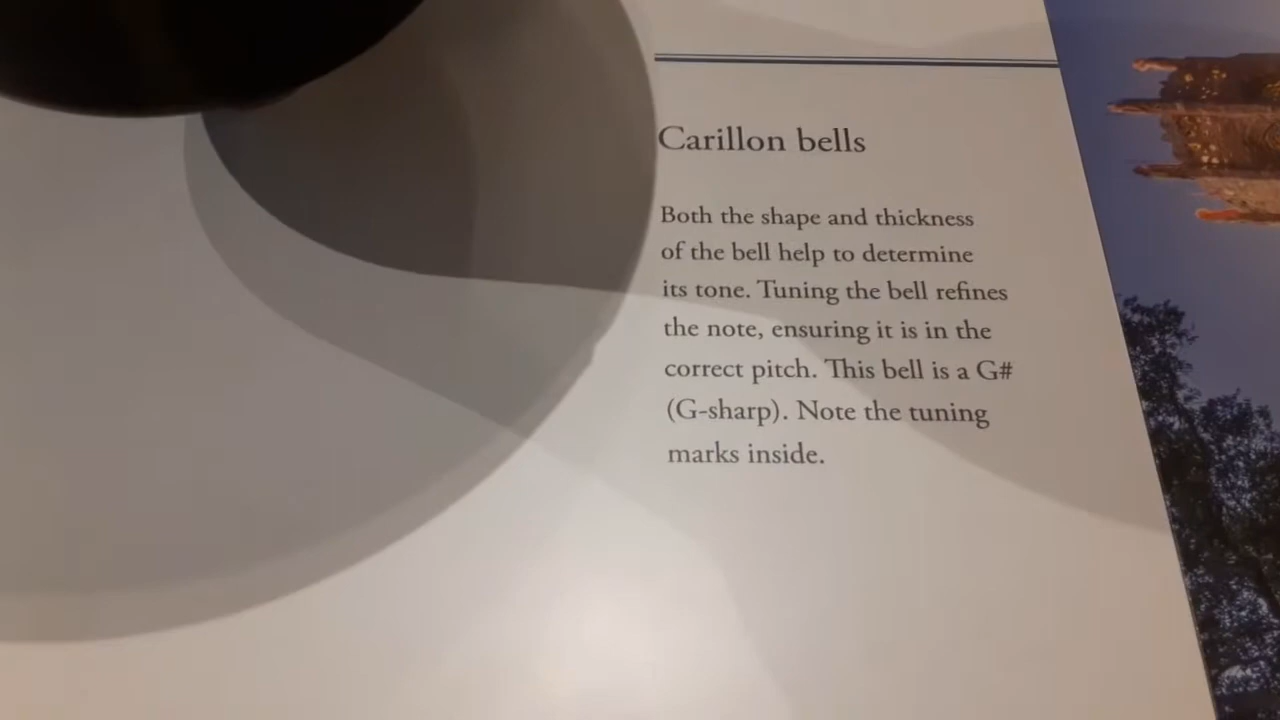 Carillon bells
Both the shape and thickness
of the bell help to determine
its tone. Tuning the bell refines
the note, ensuring it is in the
correct pitch. This bell is a G#
(G-sharp). Note the tuning
marks inside.